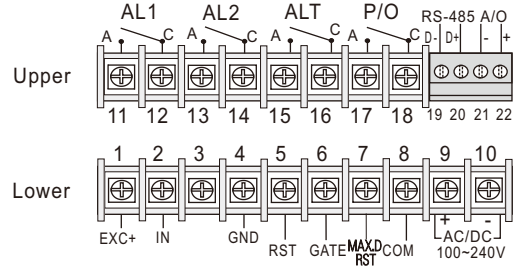 AL1 AL2 ALT P/O RS-485 A/O
A C A C A C A C D- D+ - +
Upper
11 12 13 14 15 16 17 18 19 20 21 22
1 2 3 4 5 6 7 8 9 10
Lower
+ -
EXC+ IN GND RST GATE MAX.D RST COM AC/DC
100~240V